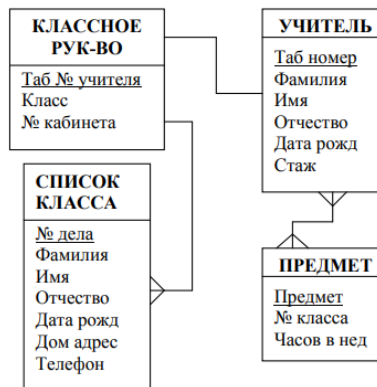 КЛАССНОЕ
РУК-ВО
Таб № учителя
Класс
№ кабинета
УЧИТЕЛЬ
Таб номер
Фамилия
Имя
Отчество
Дата рожд
Стаж
СПИСОК
КЛАССА
№ дела
Фамилия
Имя
Отчество
Дата рожд
Дом адрес
Телефон
ПРЕДМЕТ
Предмет
№ класса
Часов в нед